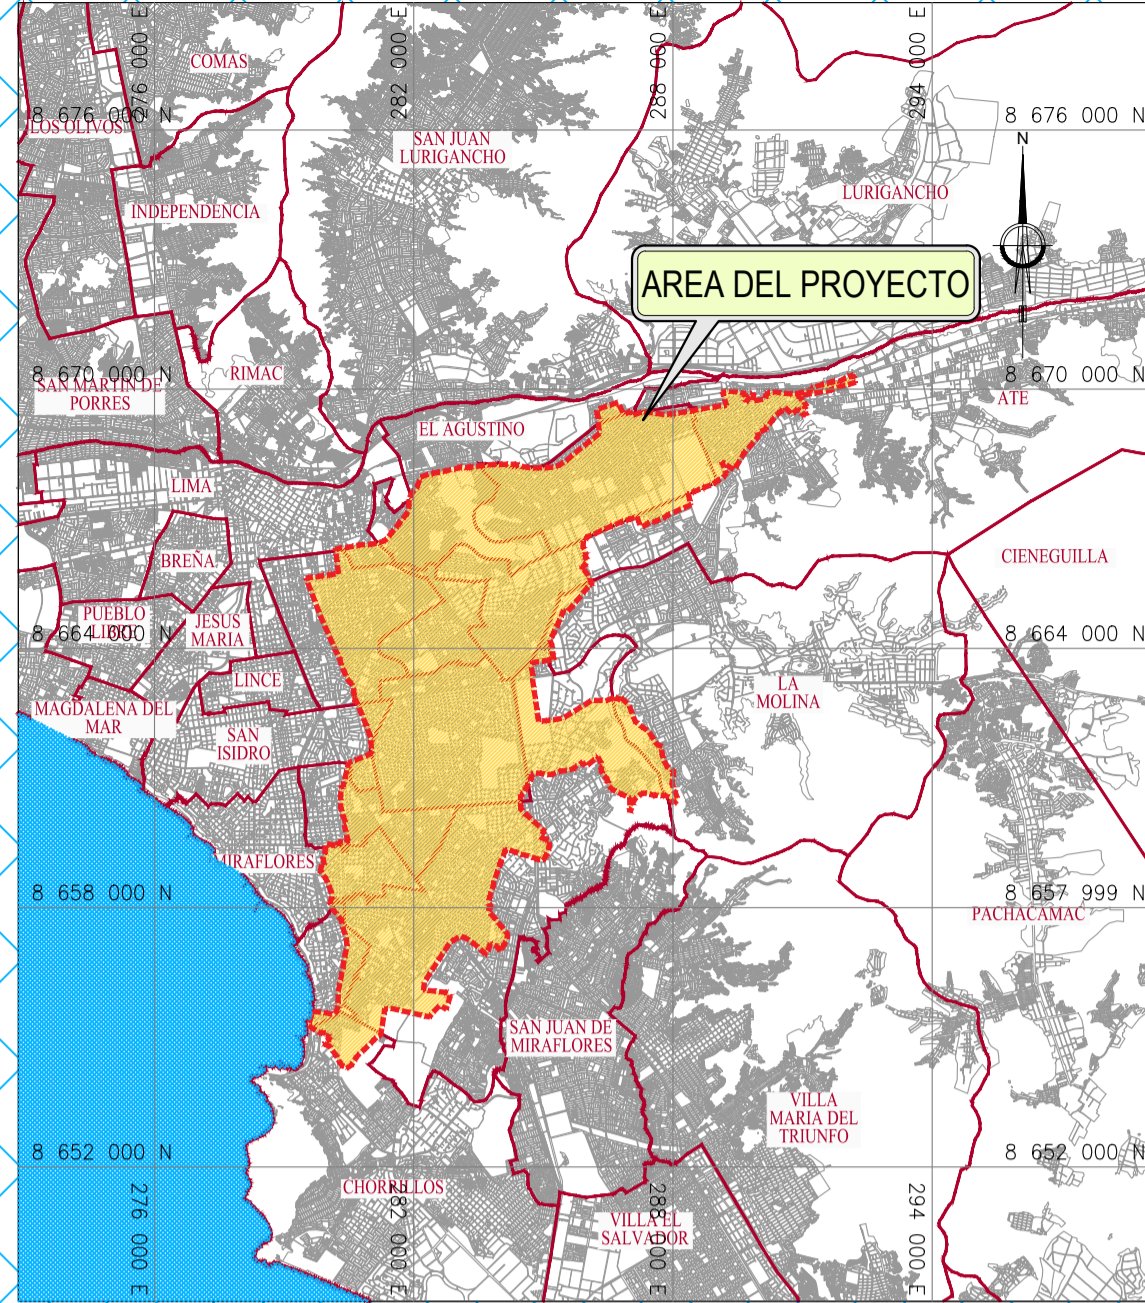 276 000 E
282 000 E
288 000 E
294 000 E
COMAS
8 676 000 N
8 676 000 N
LOS OLIVOS
SAN JUAN
LURIGANCHO
N
LURIGANCHO
INDEPENDENCIA
AREA DEL PROYECTO
8 670 000 N
8 670 000 N
RIMAC
SAN MARTIN DE
PORRES
ATE
EL AGUSTINO
LIMA
BREÑA
CIENEGUILLA
PUEBLO
LIBRE
JESUS
MARIA
8 664 000 N
8 664 000 N
LINCE
LA
MOLINA
MAGDALENA DEL
MAR
SAN
ISIDRO
MIRAFLORES
8 658 000 N
8 657 999 N
PACHACAMAC
SAN JUAN DE
MIRAFLORES
VILLA
MARIA DEL
TRIUNFO
8 652 000 N
8 652 000 N
CHORRILLOS
VILLA EL
SALVADOR
276 000 E
282 000 E
288 000 E
294 000 E